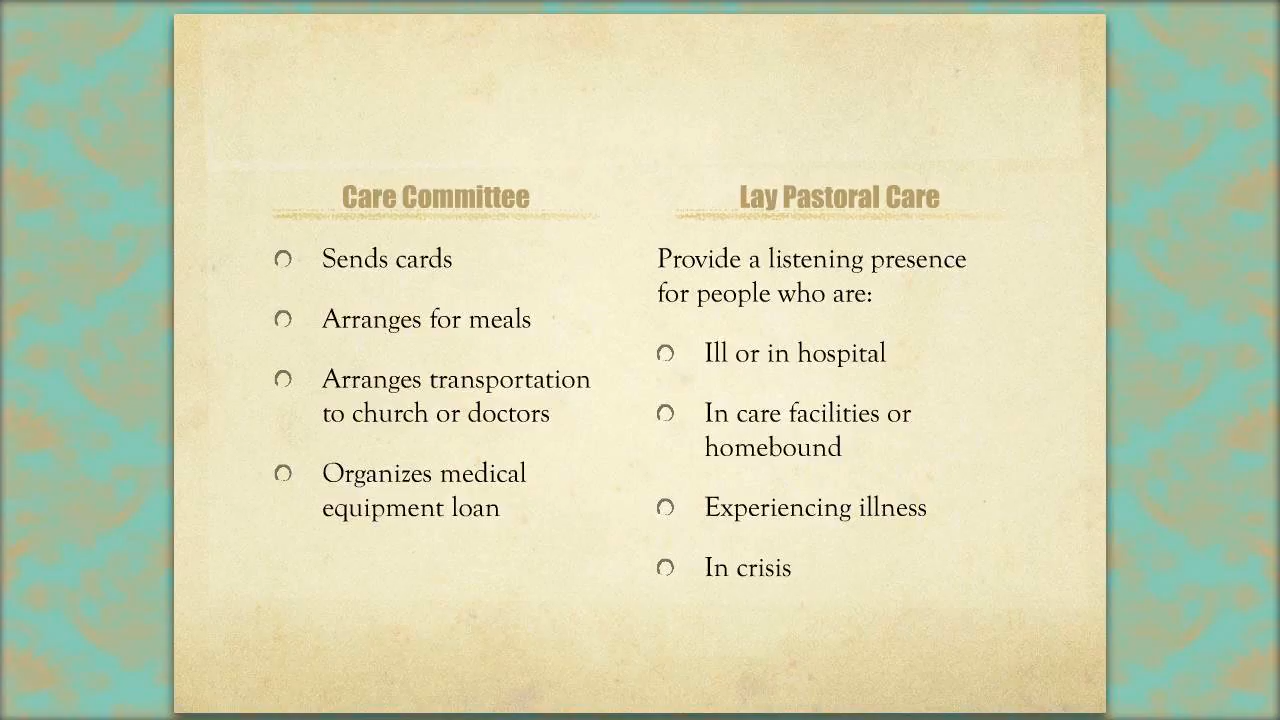 Care Committee
Sends cards
Arranges for meals
Arranges transportation
to church or doctors
Organizes medical
equipment loan
Lay Pastoral Care
Provide a listening presence
for people who are:
Ill or in hospital
In care facilities or
homebound
Experiencing illness
In crisis